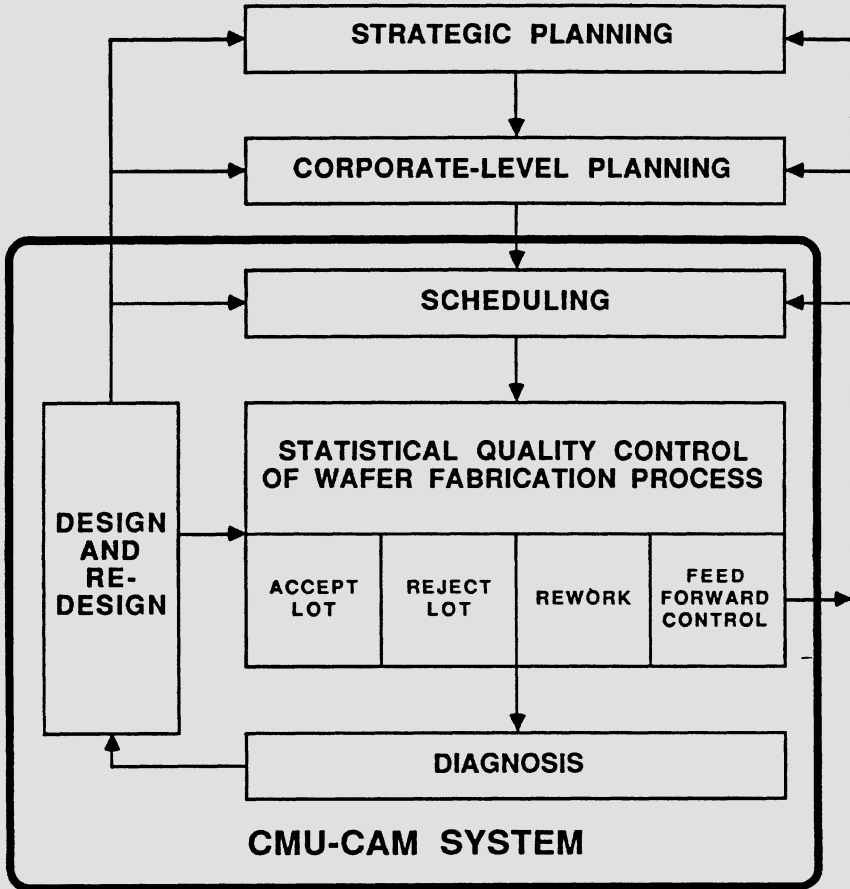 STRATEGIC PLANNING
CORPORATE-LEVEL PLANNING
SCHEDULING
STATISTICAL QUALITY CONTROL
OF WAFER FABRICATION PROCESS
DESIGN
AND
RE-
DESIGN
ACCEPT
LOT
REJECT
LOT
REWORK
FEED
FORWARD
CONTROL
DIAGNOSIS
CMU-CAM SYSTEM